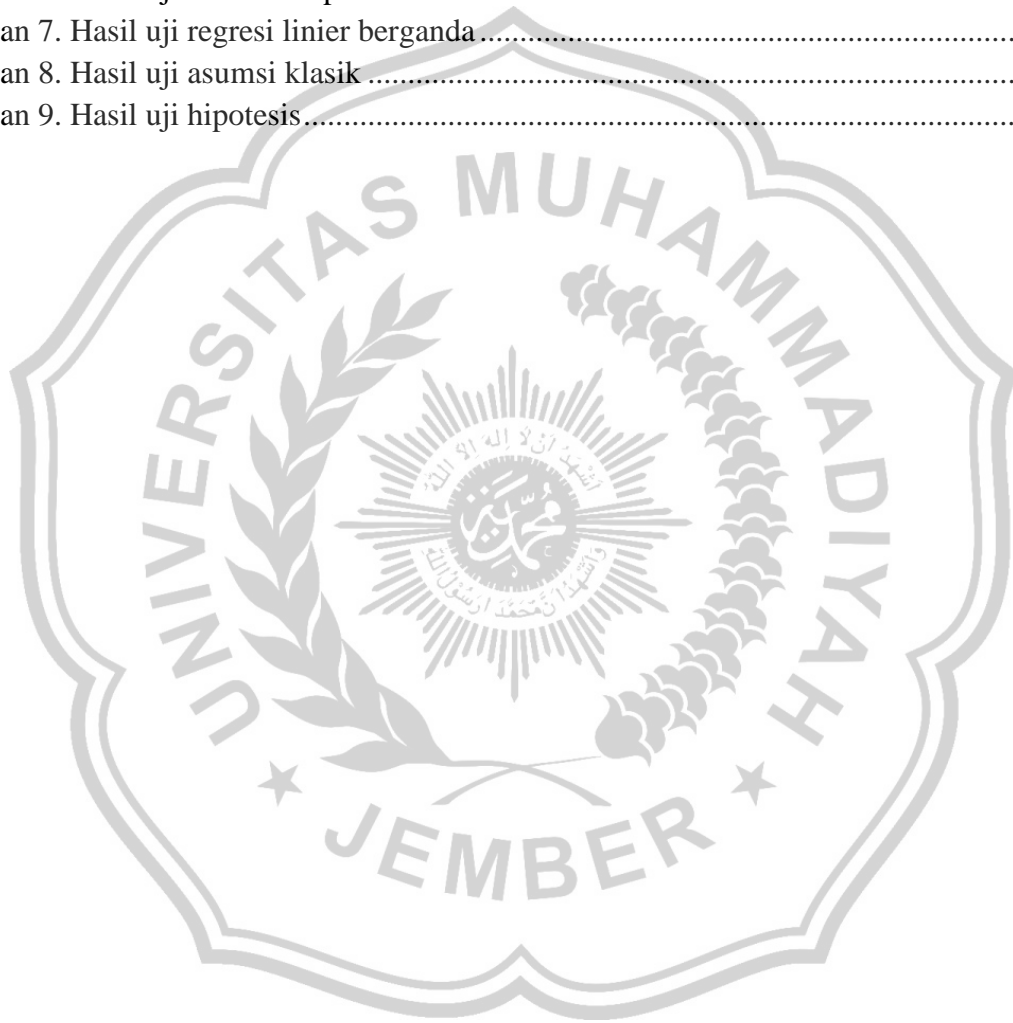 an 7. Hasil uji regresi linier berganda
an 8. Hasil uji asumsi klasik
an 9. Hasil uji hipotesis
UNIVERSITAS MUHAMMADIYAH
JEMBER